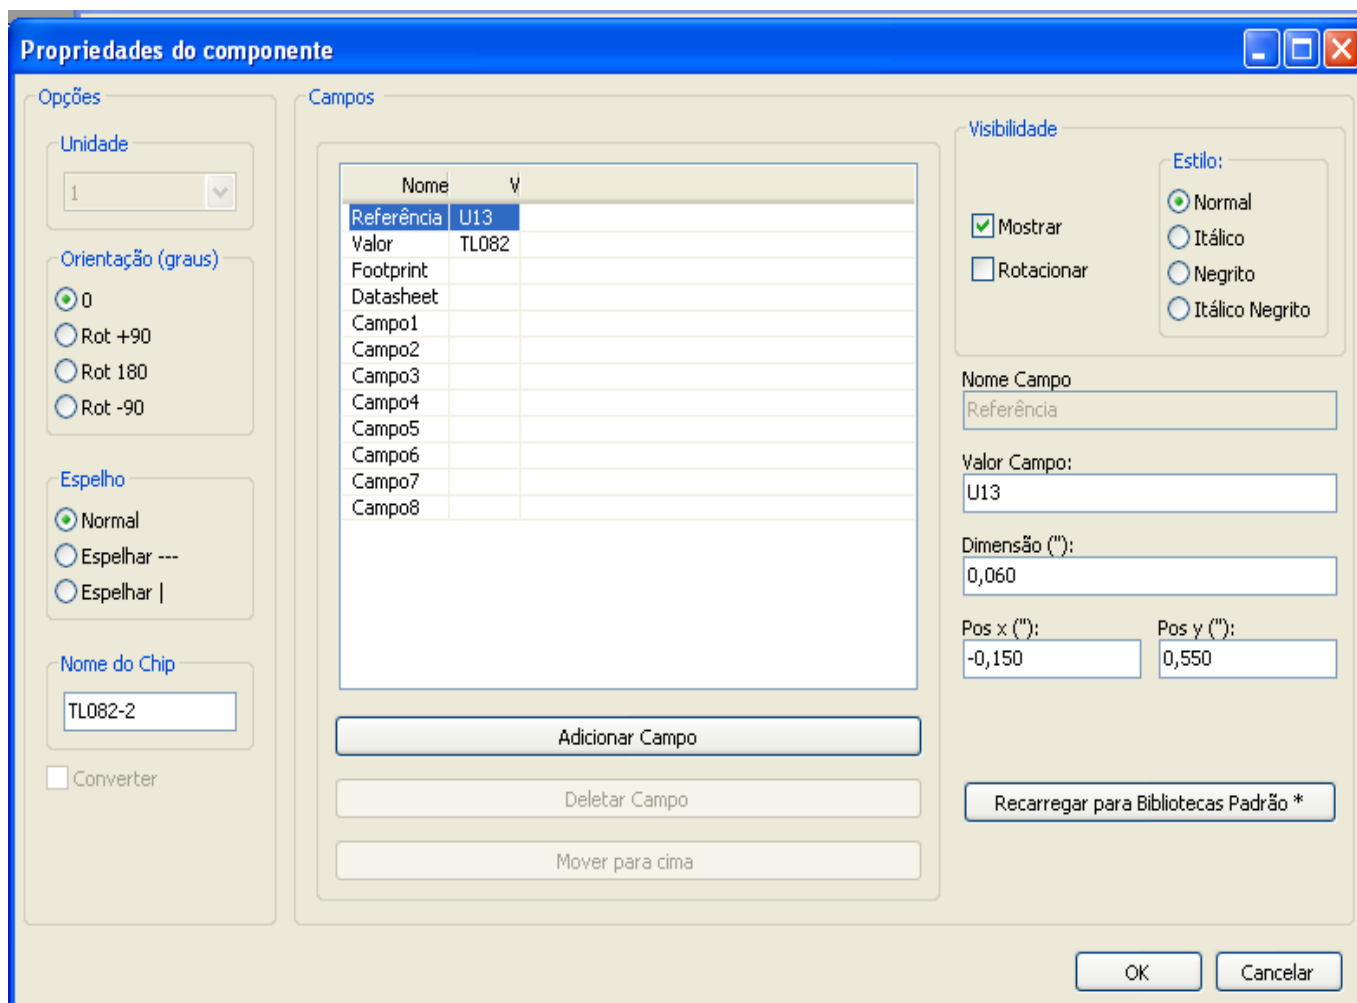 Propriedades do componente
Opções
Unidade
1
Orientação (graus)
0
Rot +90
Rot 180
Rot -90
Espelho
Normal
Espelhar ---
Espelhar |
Nome do Chip
TL082-2
Converter
Campos
Nome V
Referência U13
Valor TL082
Footprint
Datasheet
Campo1
Campo2
Campo3
Campo4
Campo5
Campo6
Campo7
Campo8
Adicionar Campo
Deletar Campo
Mover para cima
Visibilidade
Mostrar
Rotacionar
Estilo:
Normal
Itálico
Negrito
Itálico Negrito
Nome Campo
Referência
Valor Campo:
U13
Dimensão ("):
0,060
Pos x ("): Pos y ("):
-0,150 0,550
Recarregar para Bibliotecas Padrão *
OK Cancelar